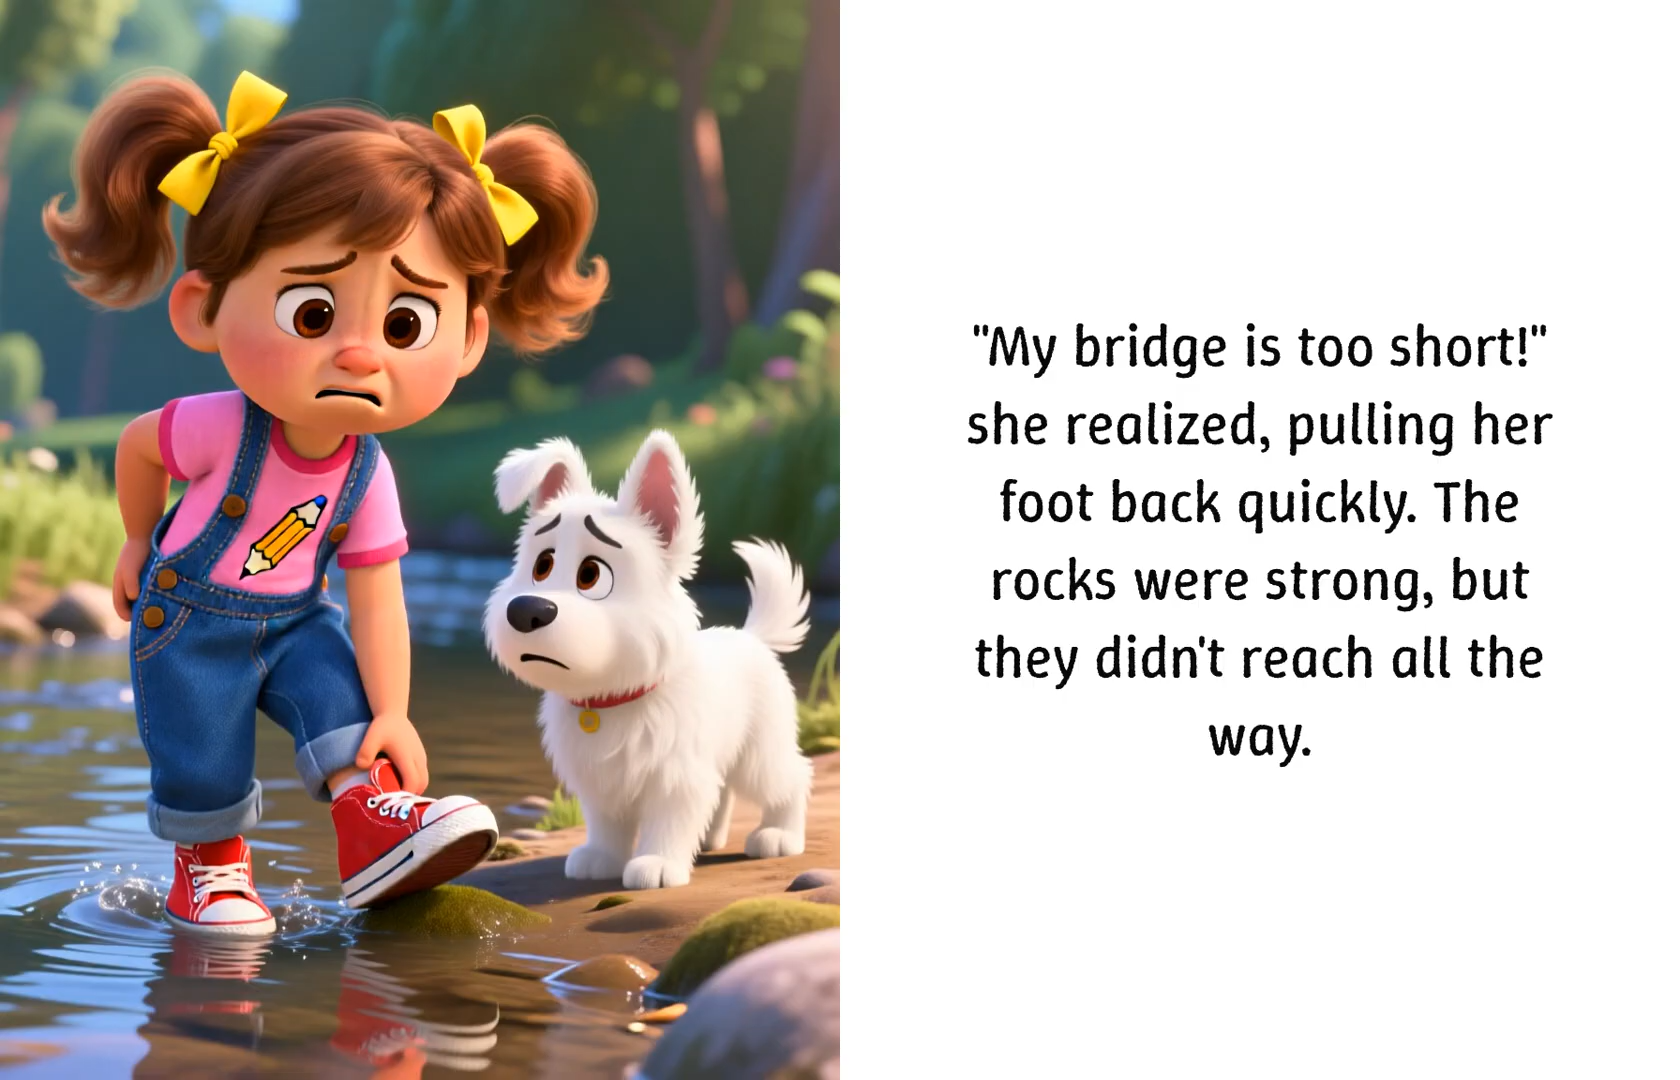 "My bridge is too short!"
she realized, pulling her
foot back quickly. The
rocks were strong, but
they didn't reach all the
way.